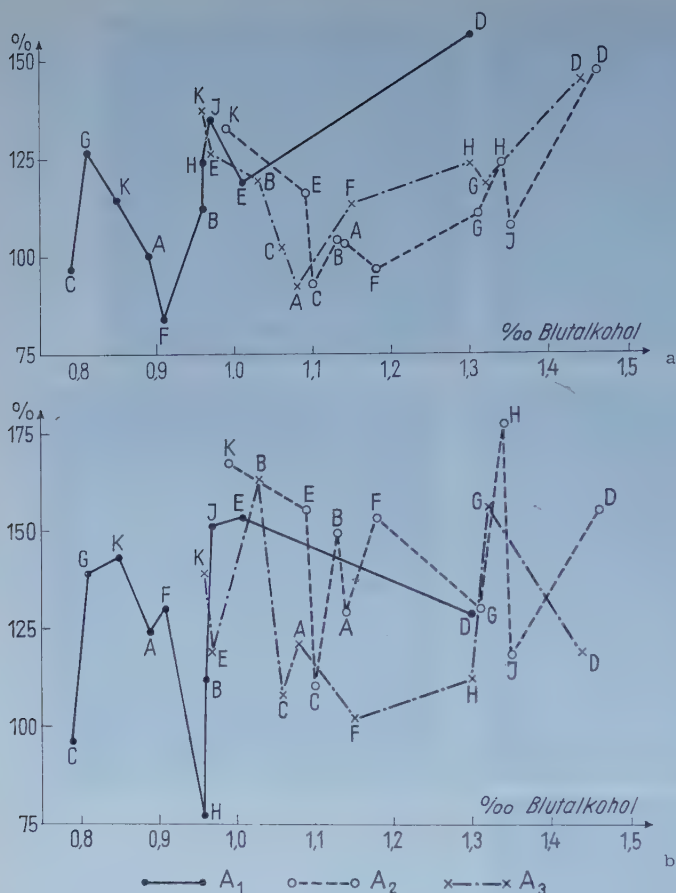 %
D
150
G
K
J
K
D
D
125
K
H
E
B
E
H
E
F
G
A
B
C
B
A
G
J
100
C
C
A
F
F
‰ Blutalkohol
75
0,8
0,9
1.0
1,1
1,2
1,3
1,4
1,5
a
%
175
H
K
B
G
K
J
E
E
B
F
G
D
150
K
F
A
D
G
125
A
E
A
J
D
B
C
C
F
H
100
C
H
‰ Blutalkohol
75
0,8
0,9
1,0
1,1
1,2
1,3
1,4
1,5
b
A1 A2 A3